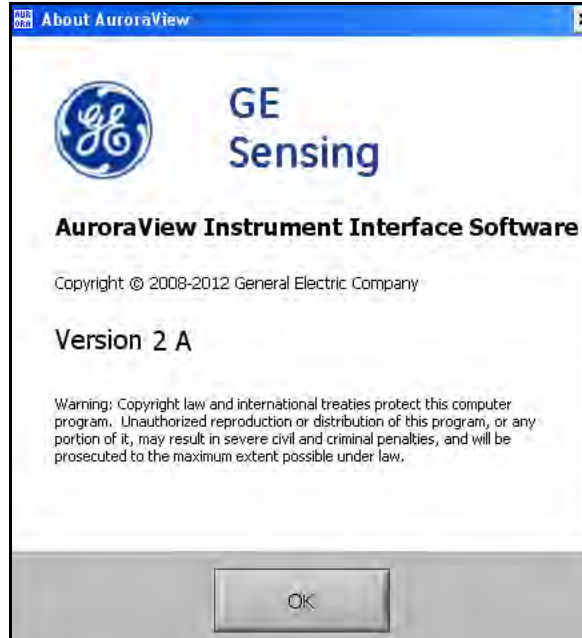 AUR
ORA
About AuroraView
GE
GE
Sensing
AuroraView Instrument Interface Software
Copyright © 2008-2012 General Electric Company
Version 2 A
Warning: Copyright law and international treaties protect this computer
program. Unauthorized reproduction or distribution of this program, or any
portion of it, may result in severe civil and criminal penalties, and will be
prosecuted to the maximum extent possible under law.
OK